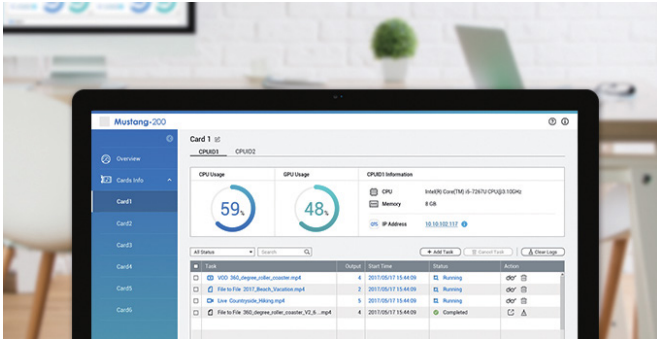 Mustang-200
Card 1
CPUID1 CPUID2
Overview
Cards Info
Card1
Card2
Card3
Card4
Card5
Card6
CPU Usage GPU Usage CPUID1 Information
59%
48%
CPU Intel(R) Core(TM) i5-7267U CPU@3.10GHz
Memory 8 GB
IP Address 10.10.102.117
All Status Search + Add Task Cancel Task Clear Logs
Task Output Start Time Status Action
VOD 360_degree_roller_coaster.mp4 4 2017/05/17 15:44:09 Running
File to File 2017_Beach_Vacation.mp4 2 2017/05/17 15:44:09 Running
Live Countryside_Hiking.mp4 5 2017/05/17 15:44:09 Running
File to File 360_degree_roller_coaster_V2_6...mp4 4 2017/05/17 15:44:09 Completed